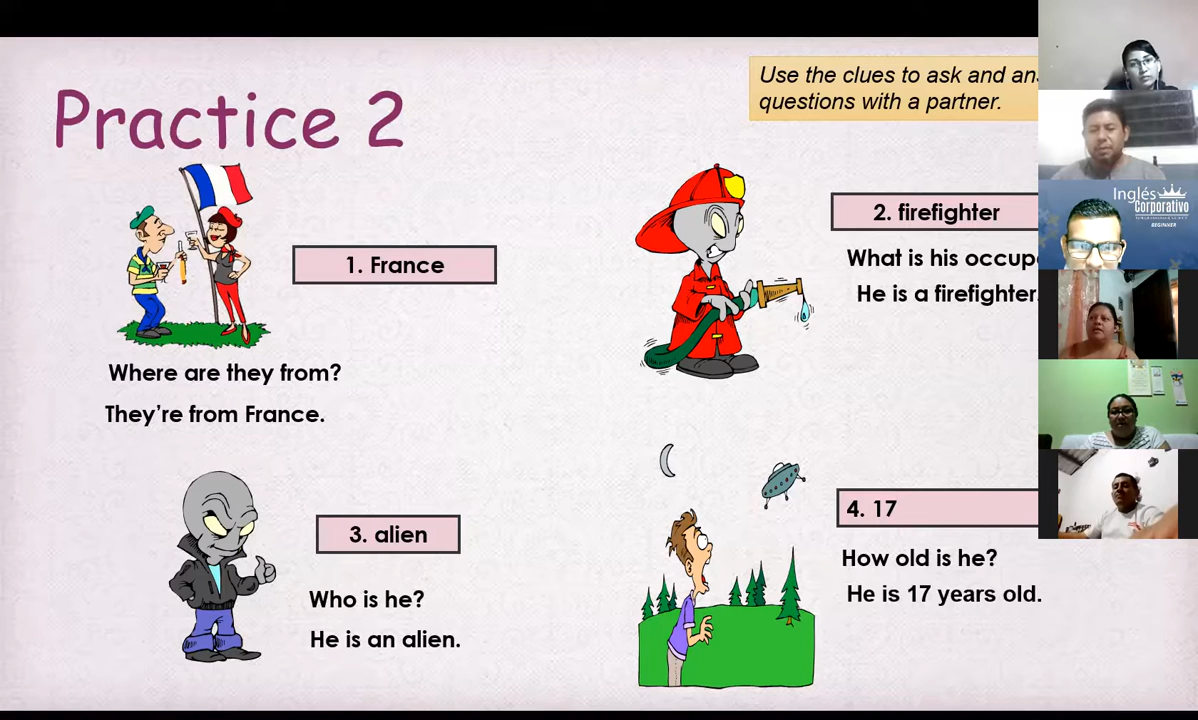 Practice 2
Use the clues to ask and
questions with a partner.
1. France
Where are they from?
They're from France.
2. firefighter
What is his
He is a firefighter.
3. alien
Who is he?
He is an alien.
4. 17
How old is he?
He is 17 years old.
Inglés
Corporativo
BEGINNER